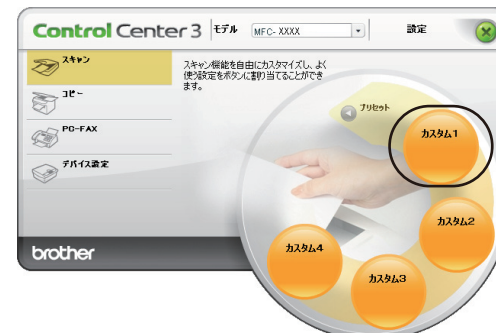 Control Center 3 モデル MFC- XXXX 設定
スキャン
コピー
PC-FAX
デバイス設定
スキャン機能を自由にカスタマイズし、よく
使う設定をボタンに割り当てることができ
ます。
プリセット
カスタム1
カスタム2
カスタム3
カスタム4
brother